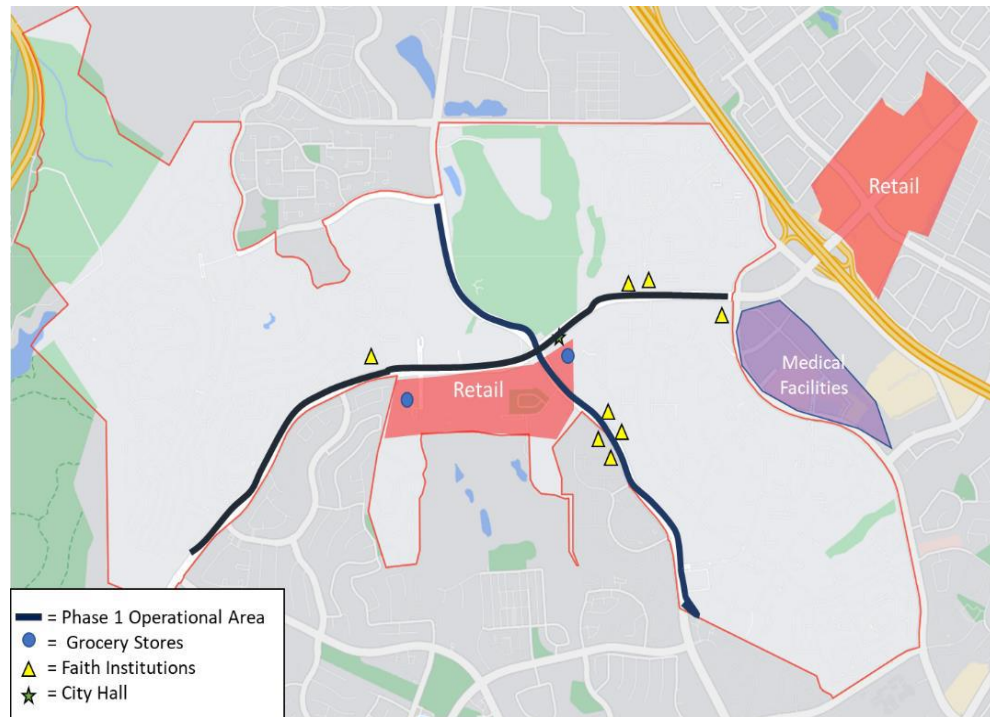 Retail
Medical
Facilities
Retail
= Phase 1 Operational Area
= Grocery Stores
= Faith Institutions
= City Hall